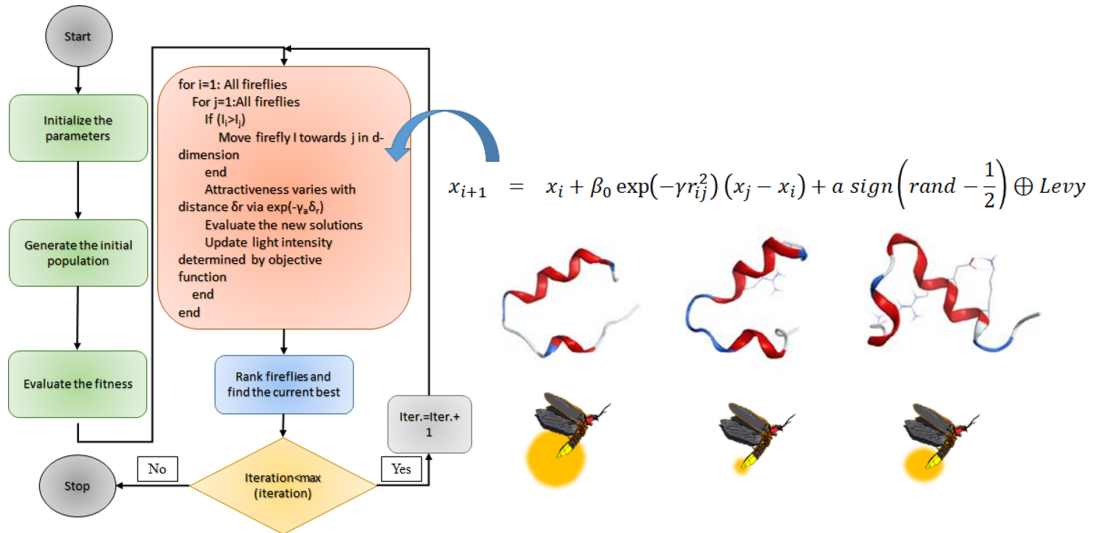 Start
Initialize the
parameters
Generate the initial
population
Evaluate the fitness
for i=1: All fireflies
For j=1:All fireflies
If (Iᵢ>Iⱼ)
Move firefly I towards j in d-
dimension
end
Attractiveness varies with
distance δr via exp(-γₐδᵣ)
Evaluate the new solutions
Update light intensity
determined by objective
function
end
end
Rank fireflies and
find the current best
Iteration<max
(iteration)
No
Stop
Yes
Iter.=Iter.+
1
xᵢ₊₁ = xᵢ + β₀ exp(−γr²ᵢⱼ) (xⱼ − xᵢ) + a sign(rand − 1/2) ⊕ Levy